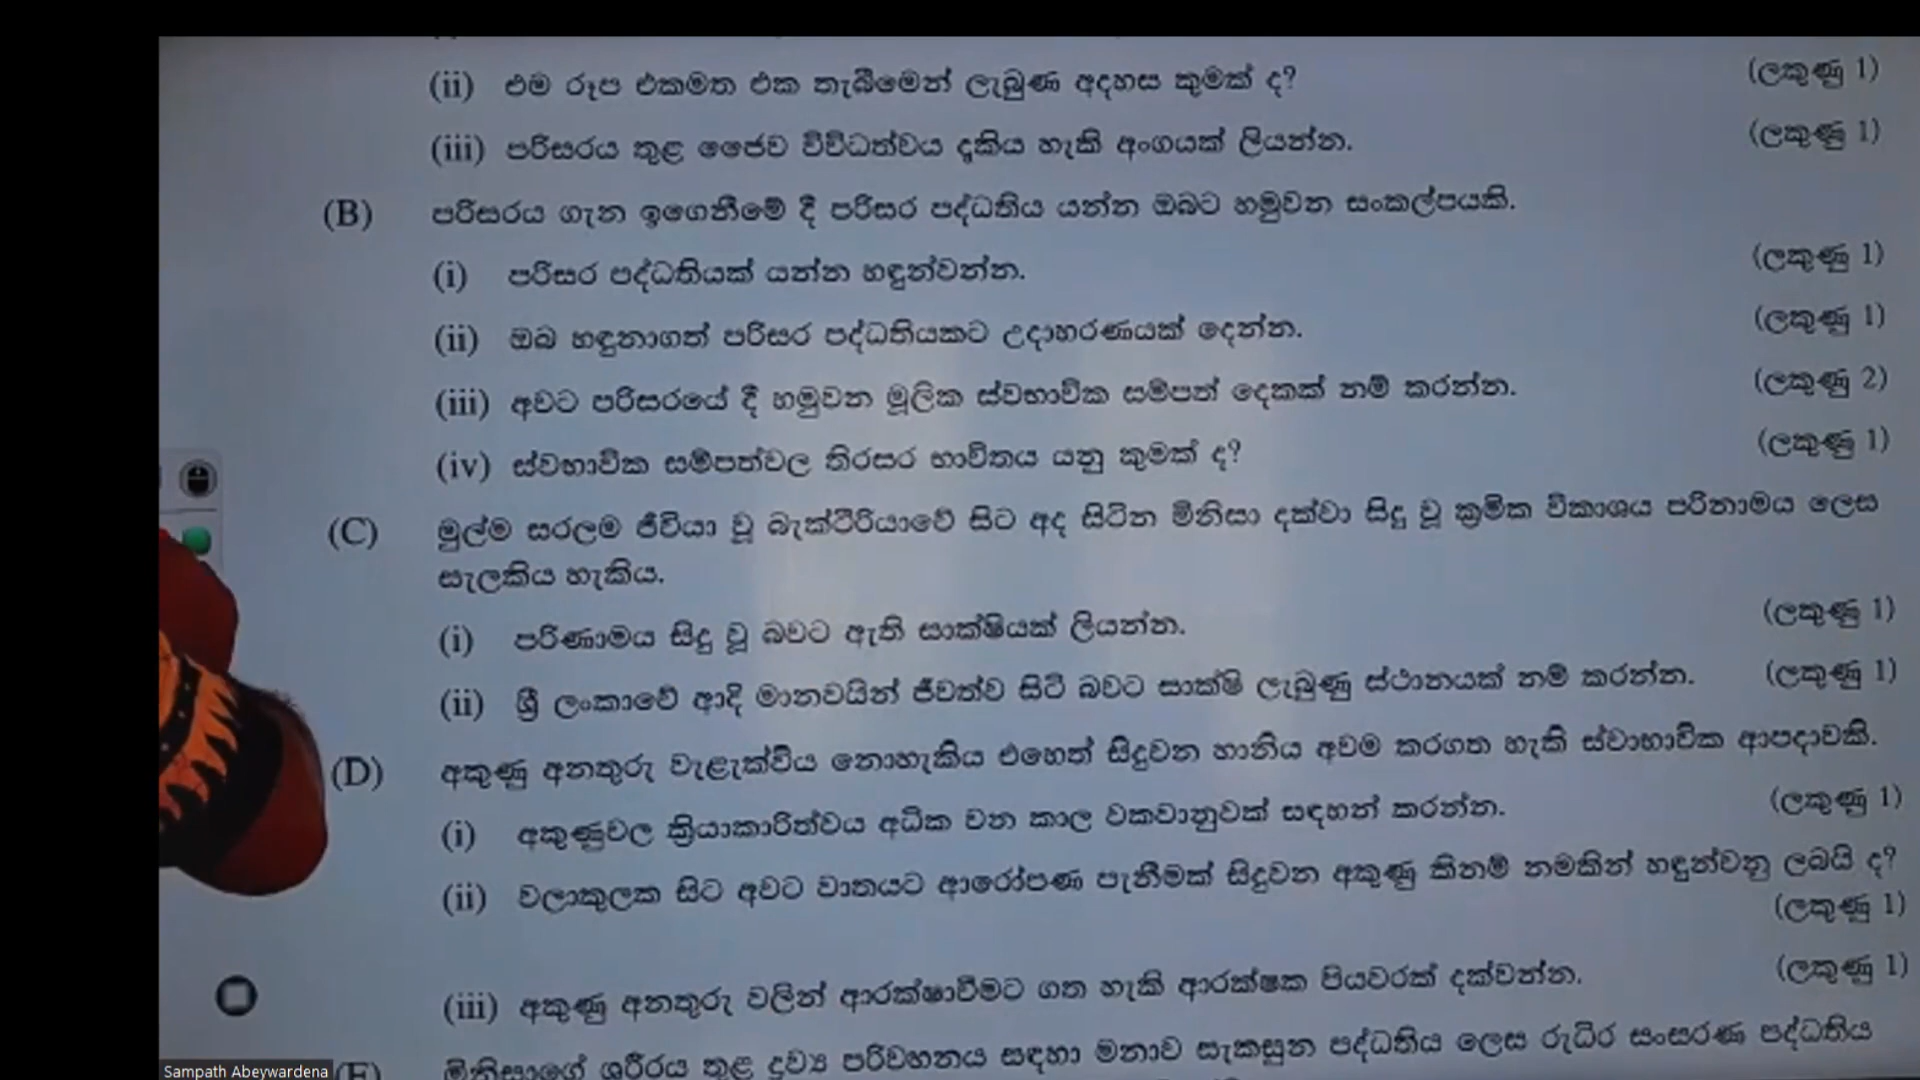 (ii) එම රූප එකමත එක තැබීමෙන් ලැබුණ අදහස කුමක් ද? (ලකුණු 1)
(iii) පරිසරය තුළ ජෛව විවිධත්වය දැකිය හැකි අංගයක් ලියන්න. (ලකුණු 1)
(B) පරිසරය ගැන ඉගෙනීමේ දී පරිසර පද්ධතිය යන්න ඔබට හමුවන සංකල්පයකි.
(i) පරිසර පද්ධතියක් යන්න හඳුන්වන්න. (ලකුණු 1)
(ii) ඔබ හඳුනාගත් පරිසර පද්ධතියකට උදාහරණයක් දෙන්න. (ලකුණු 1)
(iii) අවට පරිසරයේ දී හමුවන මූලික ස්වභාවික සම්පත් දෙකක් නම් කරන්න. (ලකුණු 2)
(iv) ස්වභාවික සම්පත්වල තිරසර භාවිතය යනු කුමක් ද? (ලකුණු 1)
(C) මුල්ම සරලම ජීවියා වූ බැක්ටීරියාවේ සිට අද සිටින මිනිසා දක්වා සිදු වූ ක්‍රමික විකාශය පරිනාමය ලෙස
සැලකිය හැකිය.
(i) පරිණාමය සිදු වූ බවට ඇති සාක්ෂියක් ලියන්න. (ලකුණු 1)
(ii) ශ්‍රී ලංකාවේ ආදි මානවයින් ජීවත්ව සිටි බවට සාක්ෂි ලැබුණු ස්ථානයක් නම් කරන්න. (ලකුණු 1)
(D) අකුණු අනතුරු වැළැක්විය නොහැකිය එහෙත් සිදුවන හානිය අවම කරගත හැකි ස්වාභාවික ආපදාවකි.
(i) අකුණුවල ක්‍රියාකාරිත්වය අධික වන කාල වකවානුවක් සඳහන් කරන්න. (ලකුණු 1)
(ii) වලාකුලක සිට අවට වාතයට ආරෝපණ පැනීමක් සිදුවන අකුණු කිනම් නමකින් හඳුන්වනු ලබයි ද?
(ලකුණු 1)
(iii) අකුණු අනතුරු වලින් ආරක්ෂාවීමට ගත හැකි ආරක්ෂක පියවරක් දක්වන්න. (ලකුණු 1)
මිනිසාගේ ශරීරය තුළ ද්‍රව්‍ය පරිවහනය සඳහා මනාව සැකසුන පද්ධතිය ලෙස රුධිර සංසරණ පද්ධතිය
Sampath Abeywardena